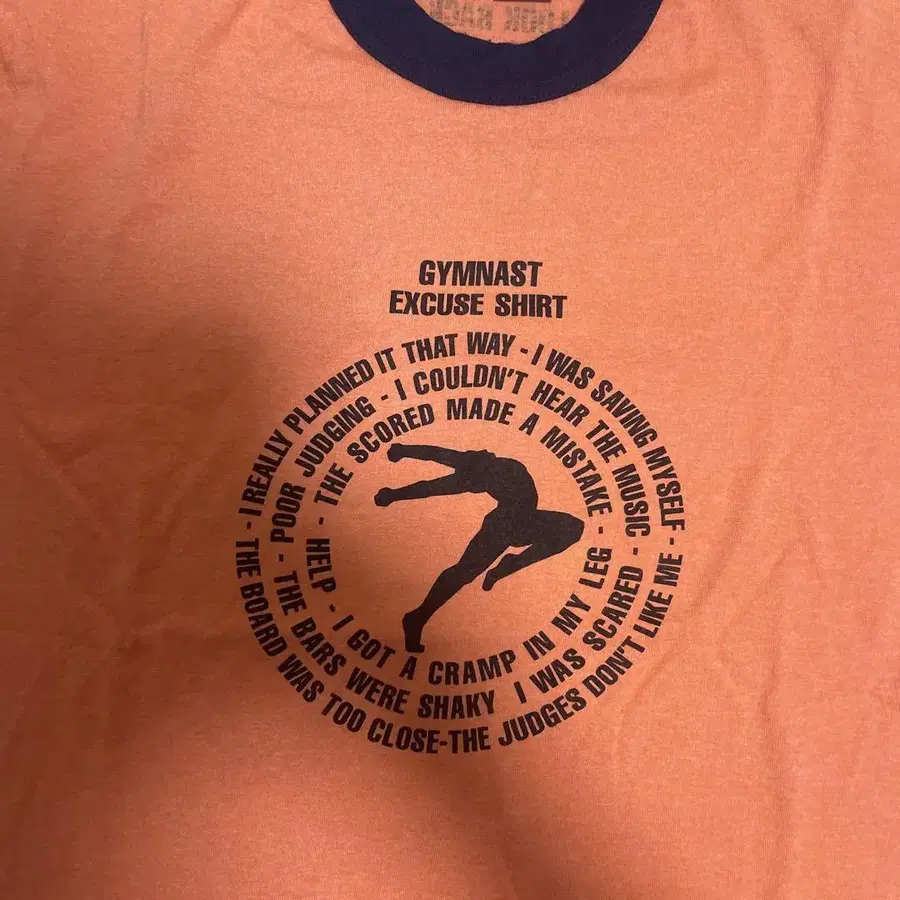 GYMNAST
EXCUSE SHIRT
- I REALLY PLANNED IT THAT WAY - I WAS SAVING MYSELF -
THE BOARD WAS TOO CLOSE-THE JUDGES DON'T LIKE ME -
- POOR JUDGING - I COULDN'T HEAR THE MUSIC -
THE BARS WERE SHAKY I WAS SCARED -
HELP - THE SCORED MADE A MISTAKE -
- I GOT A CRAMP IN MY LEG